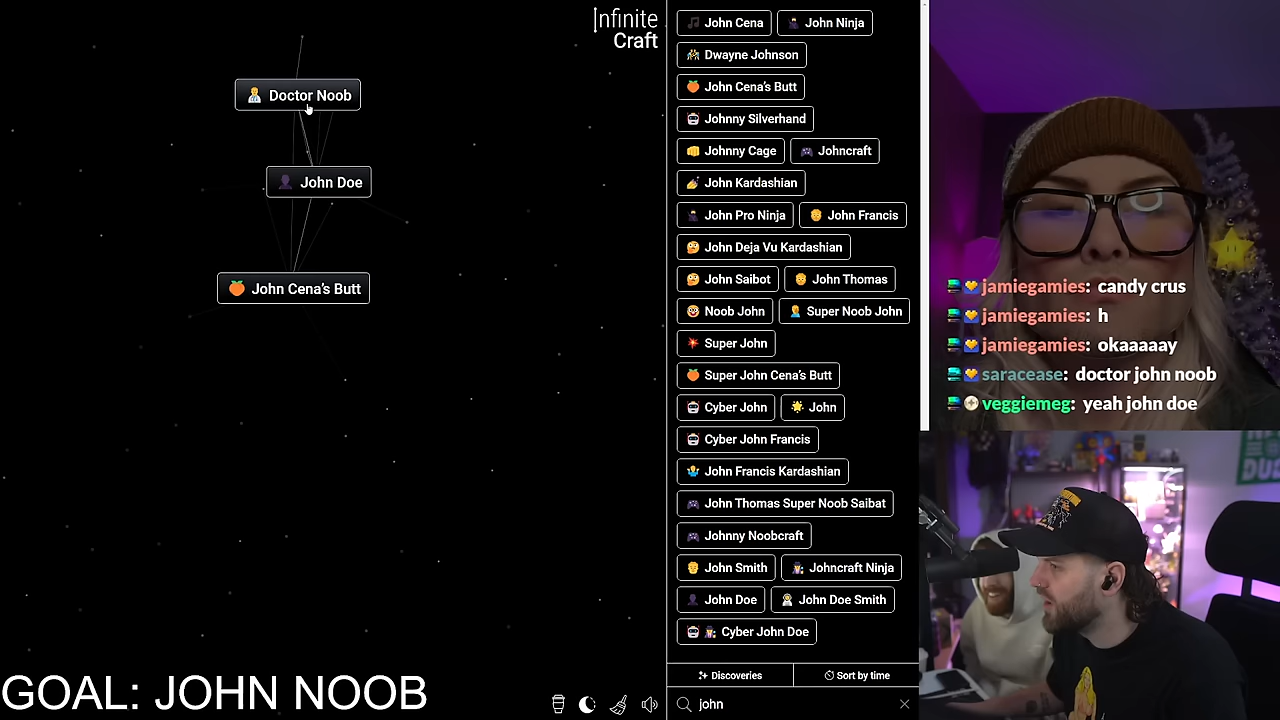 Infinite
Craft
Doctor Noob
John Doe
John Cena's Butt
GOAL: JOHN NOOB
John Cena
John Ninja
Dwayne Johnson
John Cena's Butt
Johnny Silverhand
Johnny Cage
Johncraft
John Kardashian
John Pro Ninja
John Francis
John Deja Vu Kardashian
John Saibot
John Thomas
Noob John
Super Noob John
Super John
Super John Cena's Butt
Cyber John
John
Cyber John Francis
John Francis Kardashian
John Thomas Super Noob Saibat
Johnny Noobcraft
John Smith
Johncraft Ninja
John Doe
John Doe Smith
Cyber John Doe
Discoveries
Sort by time
john
jamiegamies: candy crus
jamiegamies: h
jamiegamies: okaaaaay
saracease: doctor john noob
veggiemeg: yeah john doe